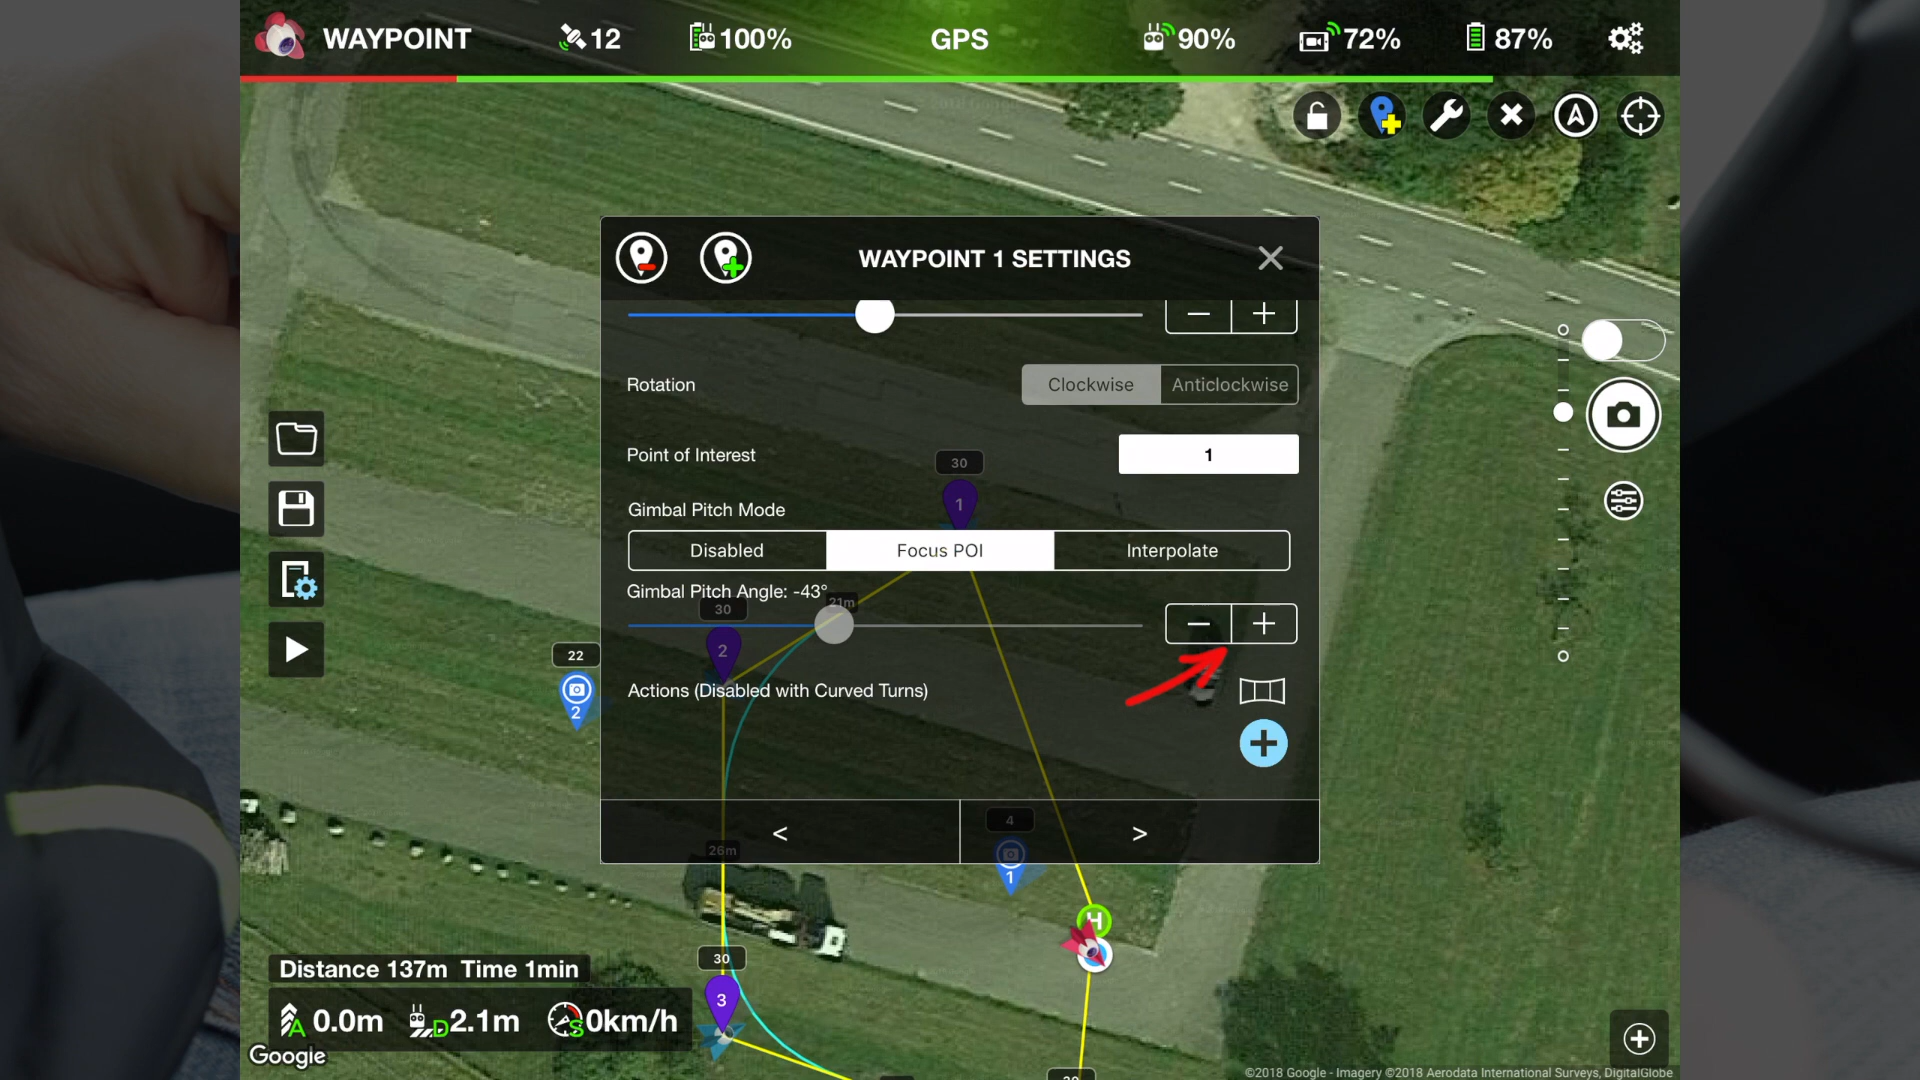 WAYPOINT
12
100%
GPS
90%
72%
87%
WAYPOINT 1 SETTINGS
Rotation
Clockwise
Anticlockwise
Point of Interest
1
30
1
Gimbal Pitch Mode
Disabled
Focus POI
Interpolate
Gimbal Pitch Angle: -43°
21m
30
2
22
2
Actions (Disabled with Curved Turns)
<
>
4
1
26m
H
30
3
Distance 137m Time 1min
A 0.0m
D 2.1m
S 0km/h
Google
©2018 Google - Imagery ©2018 Aerodata International Surveys, DigitalGlobe